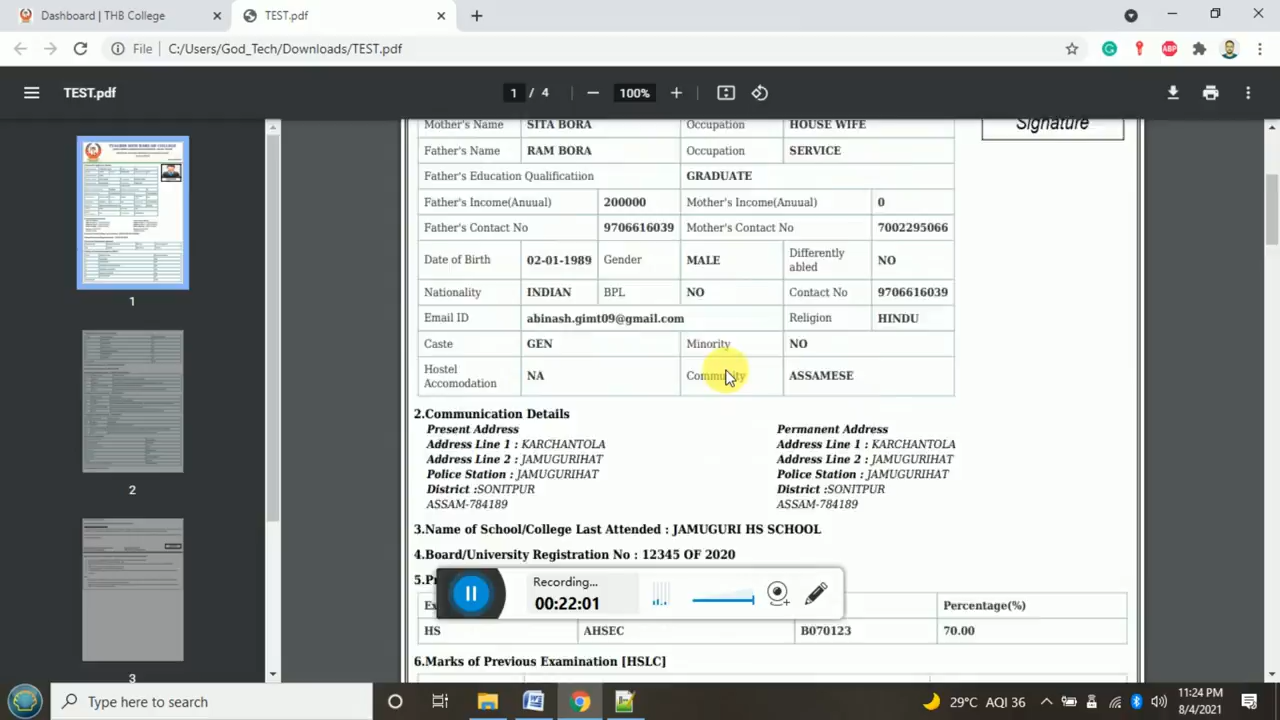 Dashboard | THB College
TEST.pdf
File
C:/Users/God_Tech/Downloads/TEST.pdf
ABP
TEST.pdf
1 / 4
100%
1
2
3
Signature
Mother's Name SITA BORA Occupation HOUSE WIFE
Father's Name RAM BORA Occupation SERVICE
Father's Education Qualificatiion GRADUATE
Father's Income(Anuual) 200000 Mother's Income(Anuual) 0
Father's Contact No 9706616039 Mother's Contact No 7002295066
Date of Birth 02-01-1989 Gender MALE Differently abled NO
Nationality INDIAN BPL NO Contact No 9706616039
Email ID abinash.gimt09@gmail.com Religion HINDU
Caste GEN Minority NO
Hostel Accomodation NA Community ASSAMESE
2.Communication Details
Present Address
Address Line 1 : KARCHANTOLA
Address Line 2 : JAMUGURIHAT
Police Station : JAMUGURIHAT
District :SONITPUR
ASSAM-784189
Permanent Address
Address Line 1 : KARCHANTOLA
Address Line 2 : JAMUGURIHAT
Police Station : JAMUGURIHAT
District :SONITPUR
ASSAM-784189
3.Name of School/College Last Attended : JAMUGURI HS SCHOOL
4.Board/University Registration No : 12345 OF 2020
Recording...
00:22:01
Percentage(%)
HS AHSEC B070123 70.00
6.Marks of Previous Examination [HSLC]
Type here to search
29°C AQI 36
11:24 PM
8/4/2021